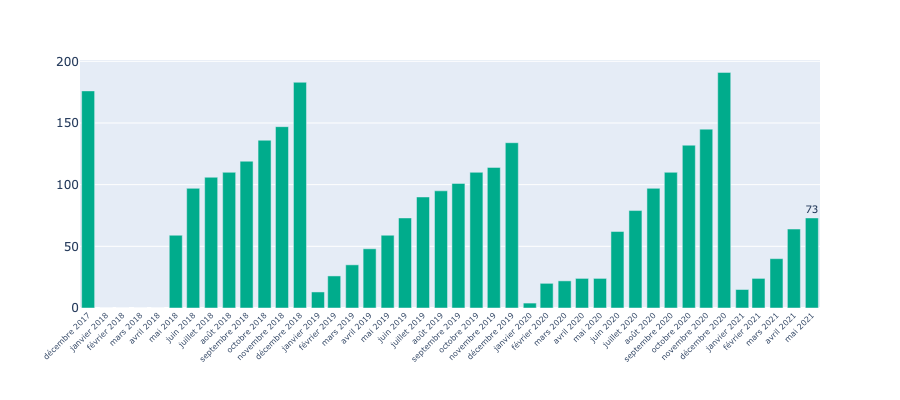 200
150
100
50
0
73
décembre 2017
janvier 2018
février 2018
mars 2018
avril 2018
mai 2018
juin 2018
juillet 2018
août 2018
septembre 2018
octobre 2018
novembre 2018
décembre 2018
janvier 2019
février 2019
mars 2019
avril 2019
mai 2019
juin 2019
juillet 2019
août 2019
septembre 2019
octobre 2019
novembre 2019
décembre 2019
janvier 2020
février 2020
mars 2020
avril 2020
mai 2020
juin 2020
juillet 2020
août 2020
septembre 2020
octobre 2020
novembre 2020
décembre 2020
janvier 2021
février 2021
mars 2021
avril 2021
mai 2021